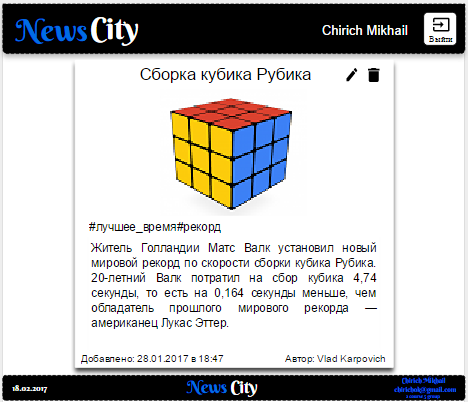 News City
Chirich Mikhail
Выйти
Сборка кубика Рубика
#лучшее_время#рекорд
Житель Голландии Матс Валк установил новый
мировой рекорд по скорости сборки кубика Рубика.
20-летний Валк потратил на сбор кубика 4,74
секунды, то есть на 0,164 секунды меньше, чем
обладатель прошлого мирового рекорда —
американец Лукас Эттер.
Добавлено: 28.01.2017 в 18:47
Автор: Vlad Karpovich
18.02.2017
News City
Chirich Mikhail
chirichok@gmail.com